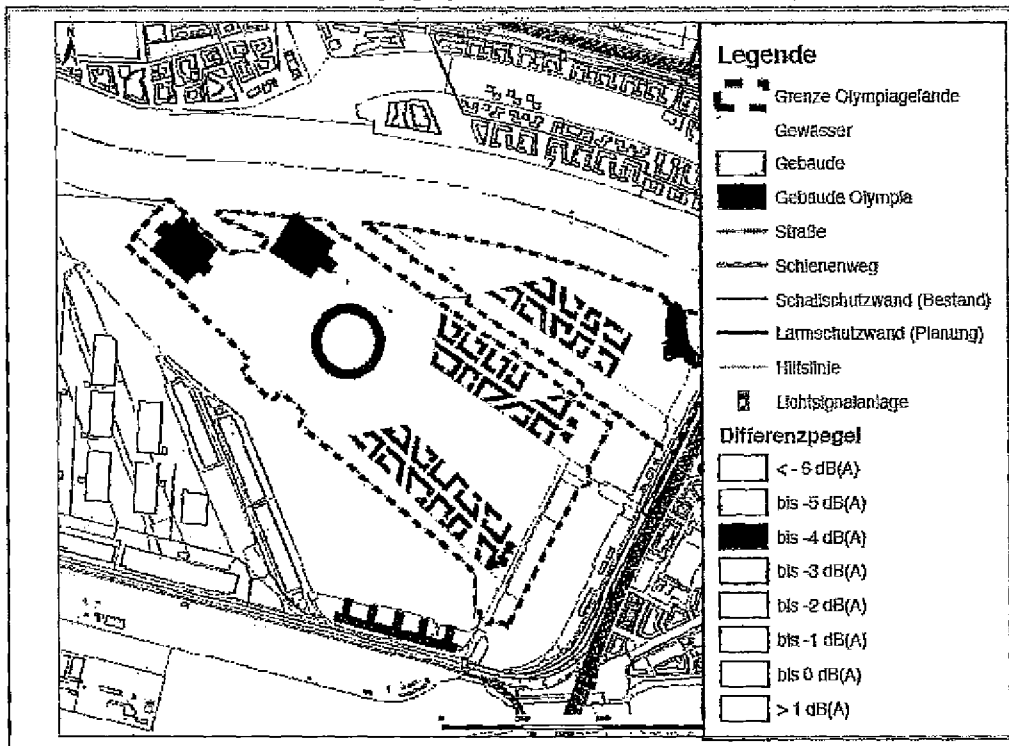 N
Legende
Grenze Olympiagelände
Gewässer
Gebäude
Gebäude Olympia
Straße
Schienenweg
Schallschutzwand (Bestand)
Lärmschutzwand (Planung)
Hilfslinie
Lichtsignalanlage
Differenzpegel
< -6 dB(A)
bis -5 dB(A)
bis -4 dB(A)
bis -3 dB(A)
bis -2 dB(A)
bis -1 dB(A)
bis 0 dB(A)
> 1 dB(A)